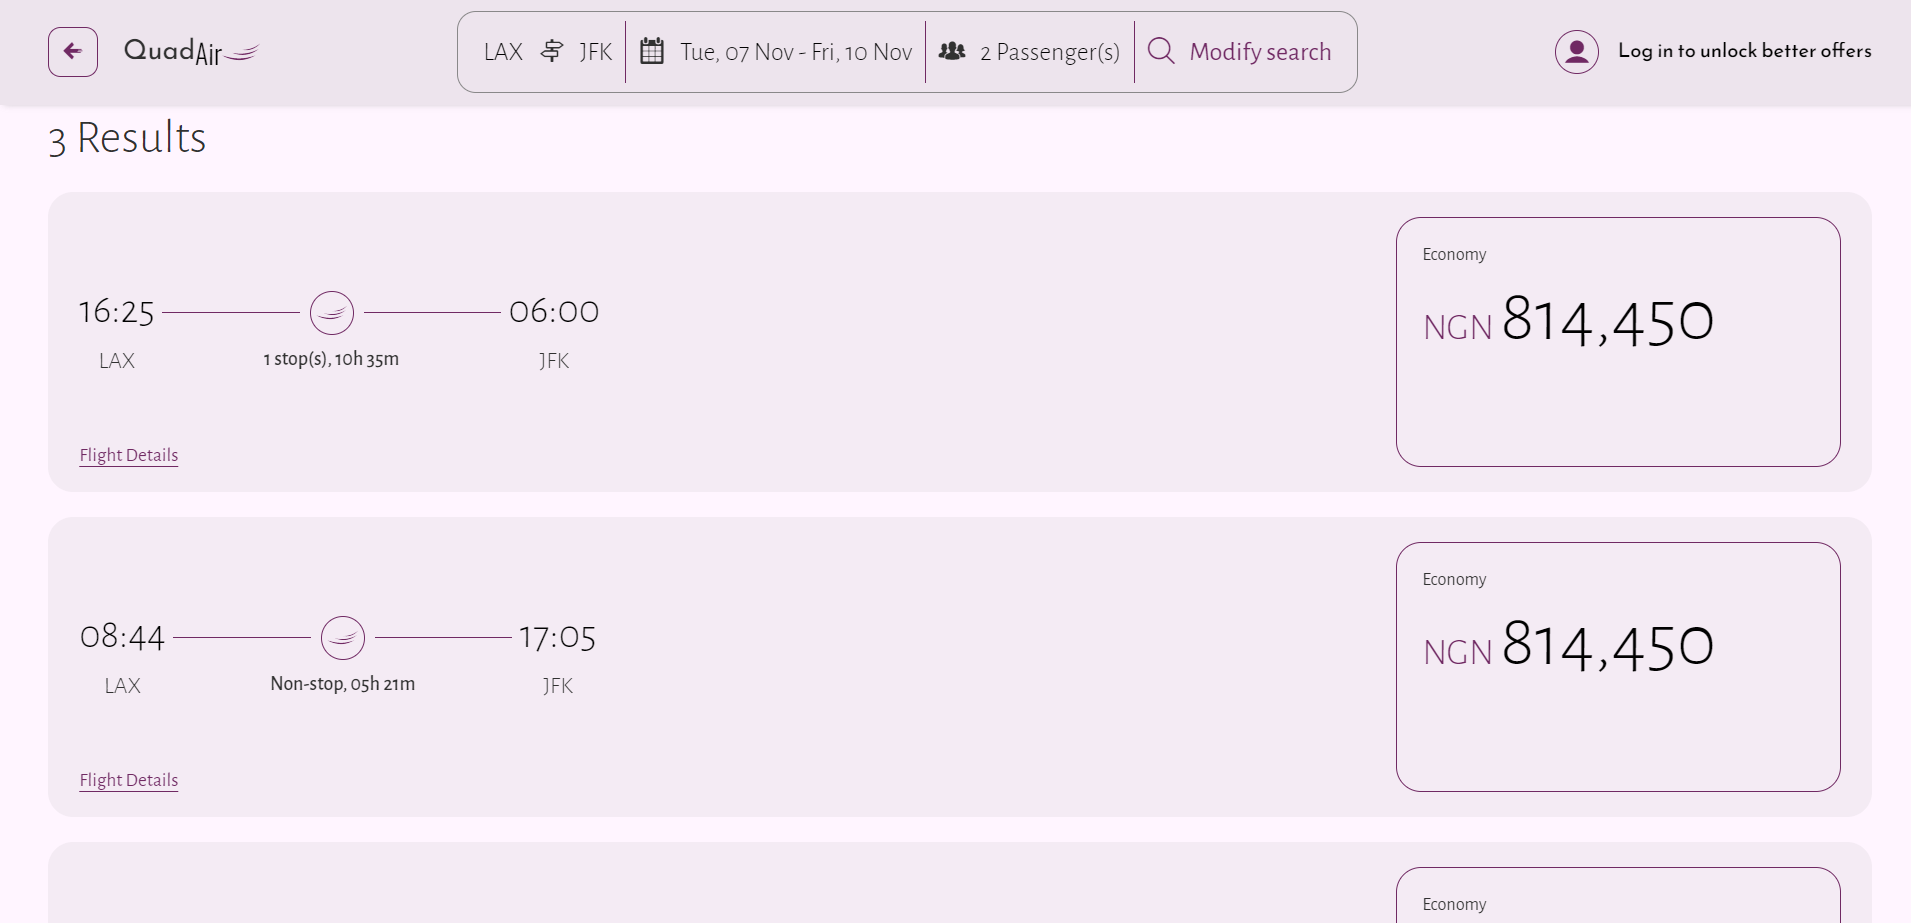 QuadAir
LAX JFK Tue, 07 Nov - Fri, 10 Nov 2 Passenger(s) Modify search
Log in to unlock better offers
3 Results
16:25 06:00
LAX 1 stop(s), 10h 35m JFK
Flight Details
Economy
NGN 814,450
08:44 17:05
LAX Non-stop, 05h 21m JFK
Flight Details
Economy
NGN 814,450
Economy